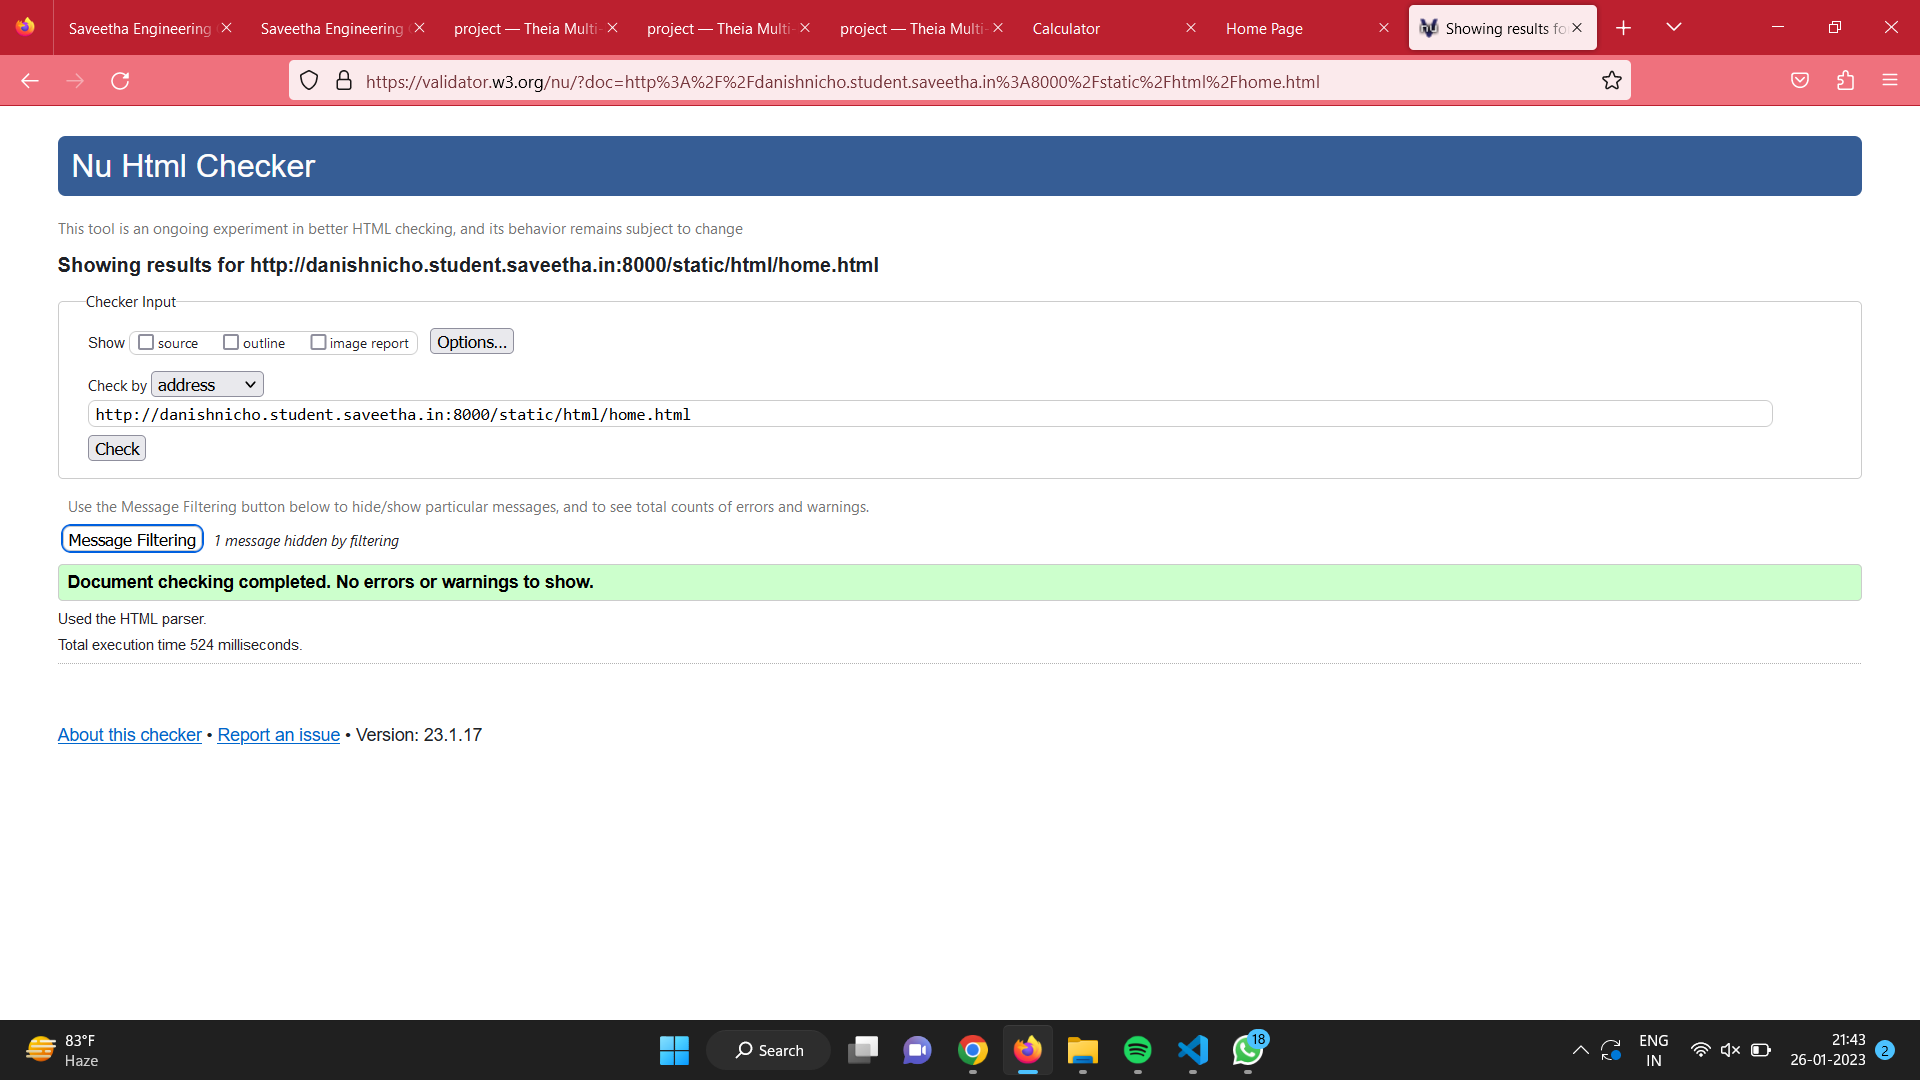 Saveetha Engineering
Saveetha Engineering
project — Theia Multi-
project — Theia Multi-
project — Theia Multi-
Calculator
Home Page
Showing results fo
https://validator.w3.org/nu/?doc=http%3A%2F%2Fdanishnicho.student.saveetha.in%3A8000%2Fstatic%2Fhtml%2Fhome.html
Nu Html Checker
This tool is an ongoing experiment in better HTML checking, and its behavior remains subject to change
Showing results for http://danishnicho.student.saveetha.in:8000/static/html/home.html
Checker Input
Show source outline image report Options...
Check by address
http://danishnicho.student.saveetha.in:8000/static/html/home.html
Check
Use the Message Filtering button below to hide/show particular messages, and to see total counts of errors and warnings.
Message Filtering 1 message hidden by filtering
Document checking completed. No errors or warnings to show.
Used the HTML parser.
Total execution time 524 milliseconds.
About this checker • Report an issue • Version: 23.1.17
83°F
Haze
Search
18
ENG
IN
21:43
26-01-2023
2